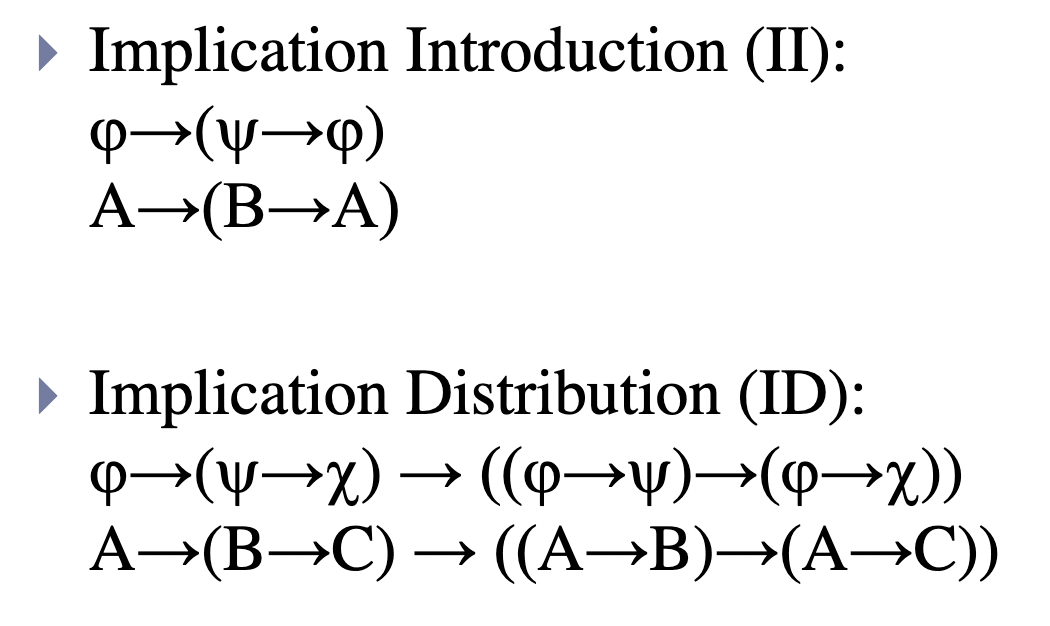 Implication Introduction (II):
φ→(ψ→φ)
A→(B→A)
Implication Distribution (ID):
φ→(ψ→χ) → ((φ→ψ)→(φ→χ))
A→(B→C) → ((A→B)→(A→C))